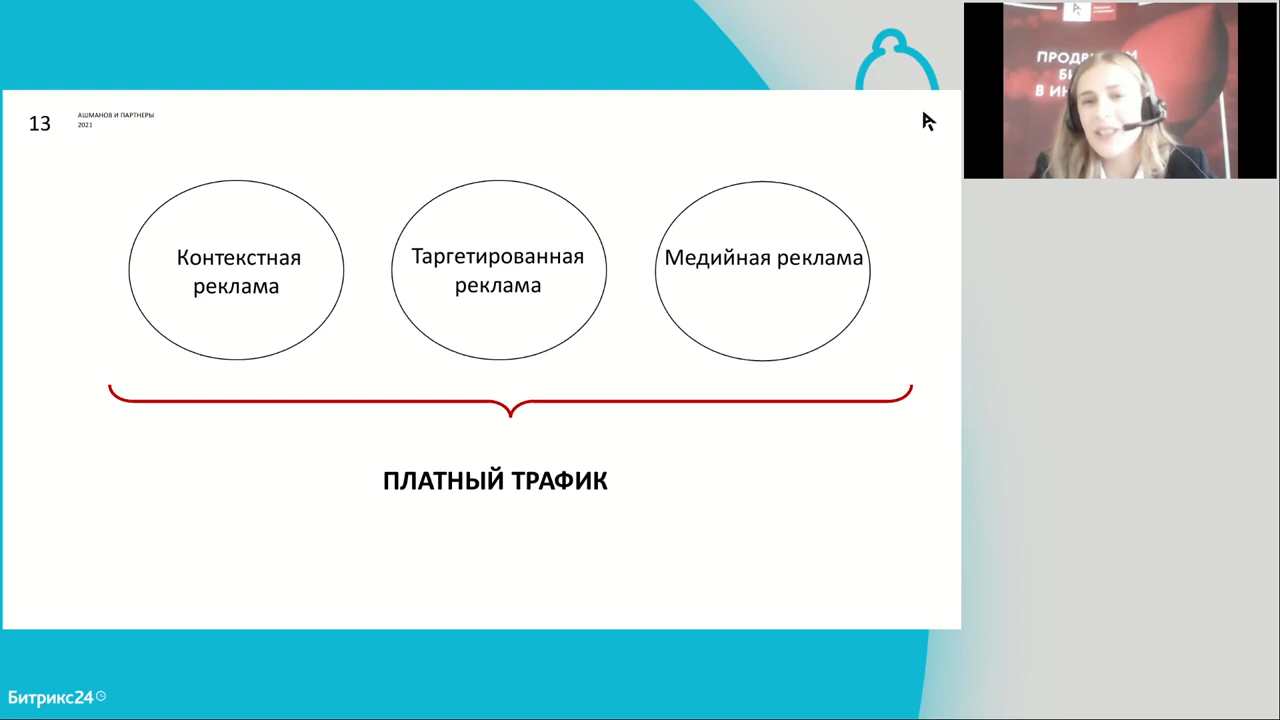 13
АШМАНОВ И ПАРТНЕРЫ
2021
Контекстная
реклама
Таргетированная
реклама
Медийная реклама
ПЛАТНЫЙ ТРАФИК
Битрикс24